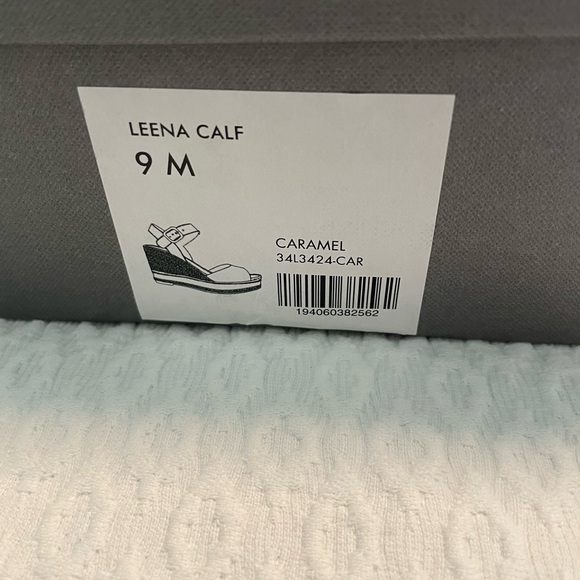 LEENA CALF
9 M
CARAMEL
34L3424-CAR
194060382562